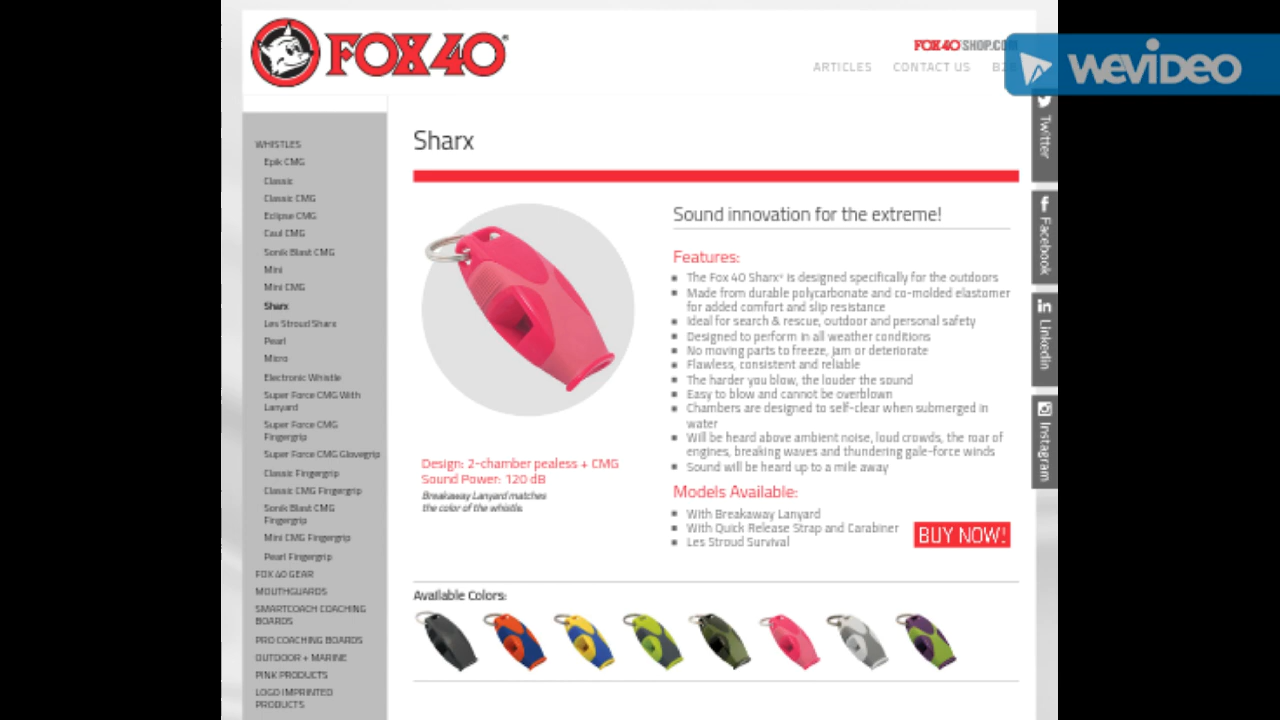 FOX 40®
FOX 40 SHOP.COM
ARTICLES CONTACT US
WEVIDEO
Twitter
Facebook
LinkedIn
Instagram
WHISTLES
Epik CMG
Classic
Classic CMG
Eclipse CMG
Caul CMG
Sonik Blast CMG
Mini
Mini CMG
Sharx
Les Stroud Sharx
Pearl
Micro
Electronic Whistle
Super Force CMG With
Lanyard
Super Force CMG
Fingergrip
Super Force CMG Glovegrip
Classic Fingergrip
Classic CMG Fingergrip
Sonik Blast CMG
Fingergrip
Mini CMG Fingergrip
Pearl Fingergrip
FOX 40 GEAR
MOUTHGUARDS
SMARTCOACH COACHING
BOARDS
PRO COACHING BOARDS
OUTDOOR + MARINE
PINK PRODUCTS
LOGO IMPRINTED
PRODUCTS
Sharx
Design: 2-chamber pealess + CMG
Sound Power: 120 dB
Breakaway Lanyard matches
the color of the whistle.
Sound innovation for the extreme!
Features:
The Fox 40 Sharx® is designed specifically for the outdoors
Made from durable polycarbonate and co-molded elastomer
for added comfort and slip resistance
Ideal for search & rescue, outdoor and personal safety
Designed to perform in all weather conditions
No moving parts to freeze, jam or deteriorate
Flawless, consistent and reliable
The harder you blow, the louder the sound
Easy to blow and cannot be overblown
Chambers are designed to self-clear when submerged in
water
Will be heard above ambient noise, loud crowds, the roar of
engines, breaking waves and thundering gale-force winds
Sound will be heard up to a mile away
Models Available:
With Breakaway Lanyard
With Quick Release Strap and Carabiner
Les Stroud Survival
BUY NOW!
Available Colors: